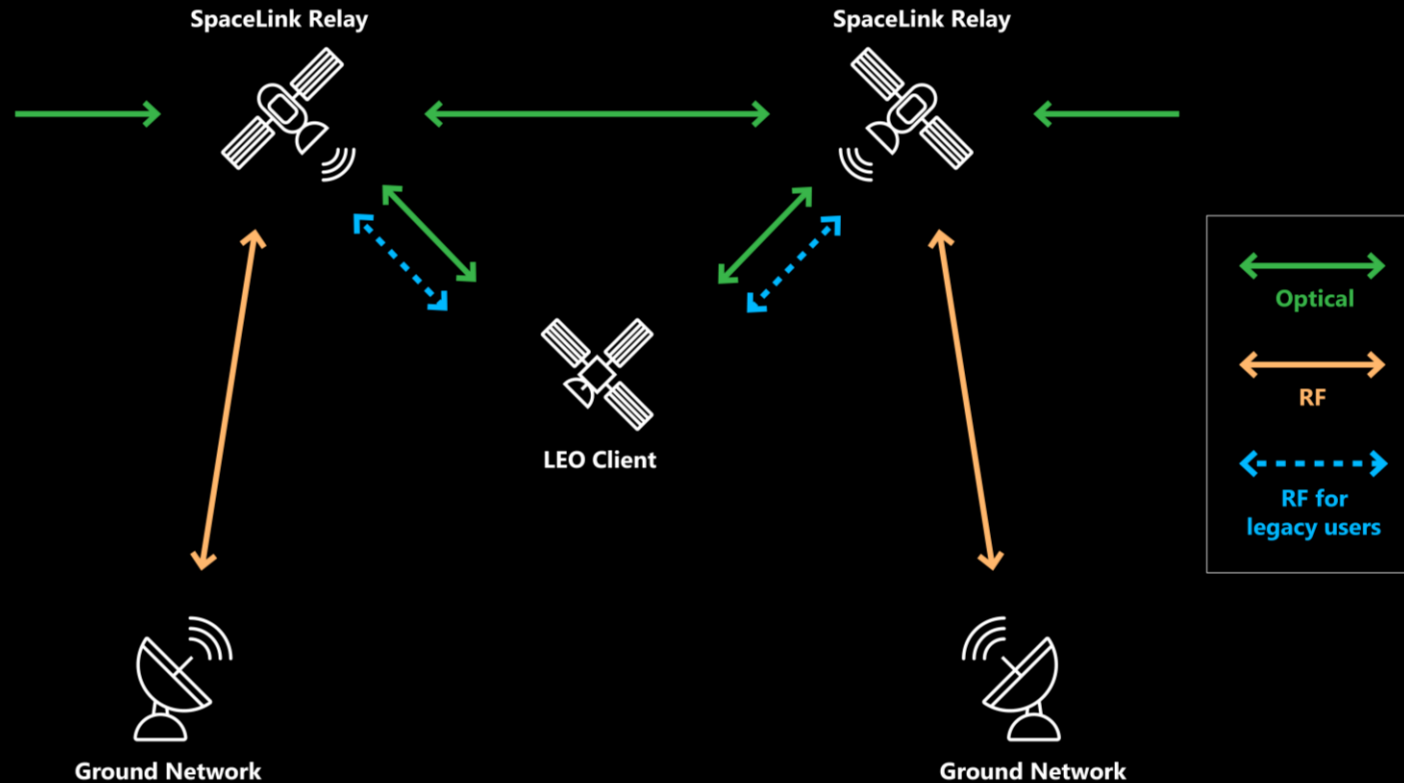 SpaceLink Relay
SpaceLink Relay
Optical
RF
RF for
legacy users
LEO Client
Ground Network
Ground Network